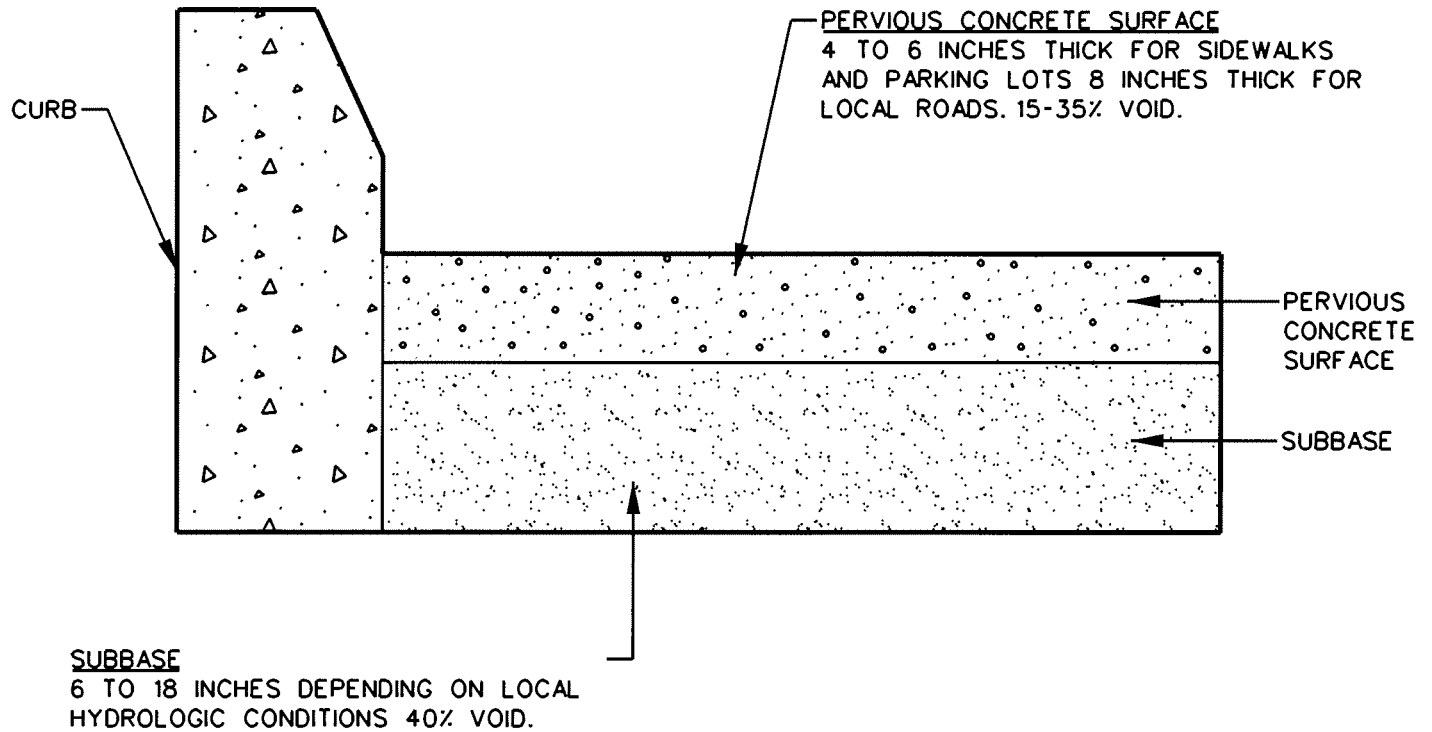 PERVIOUS CONCRETE SURFACE
4 TO 6 INCHES THICK FOR SIDEWALKS
AND PARKING LOTS 8 INCHES THICK FOR
LOCAL ROADS. 15-35% VOID.
CURB
PERVIOUS
CONCRETE
SURFACE
SUBBASE
SUBBASE
6 TO 18 INCHES DEPENDING ON LOCAL
HYDROLOGIC CONDITIONS 40% VOID.